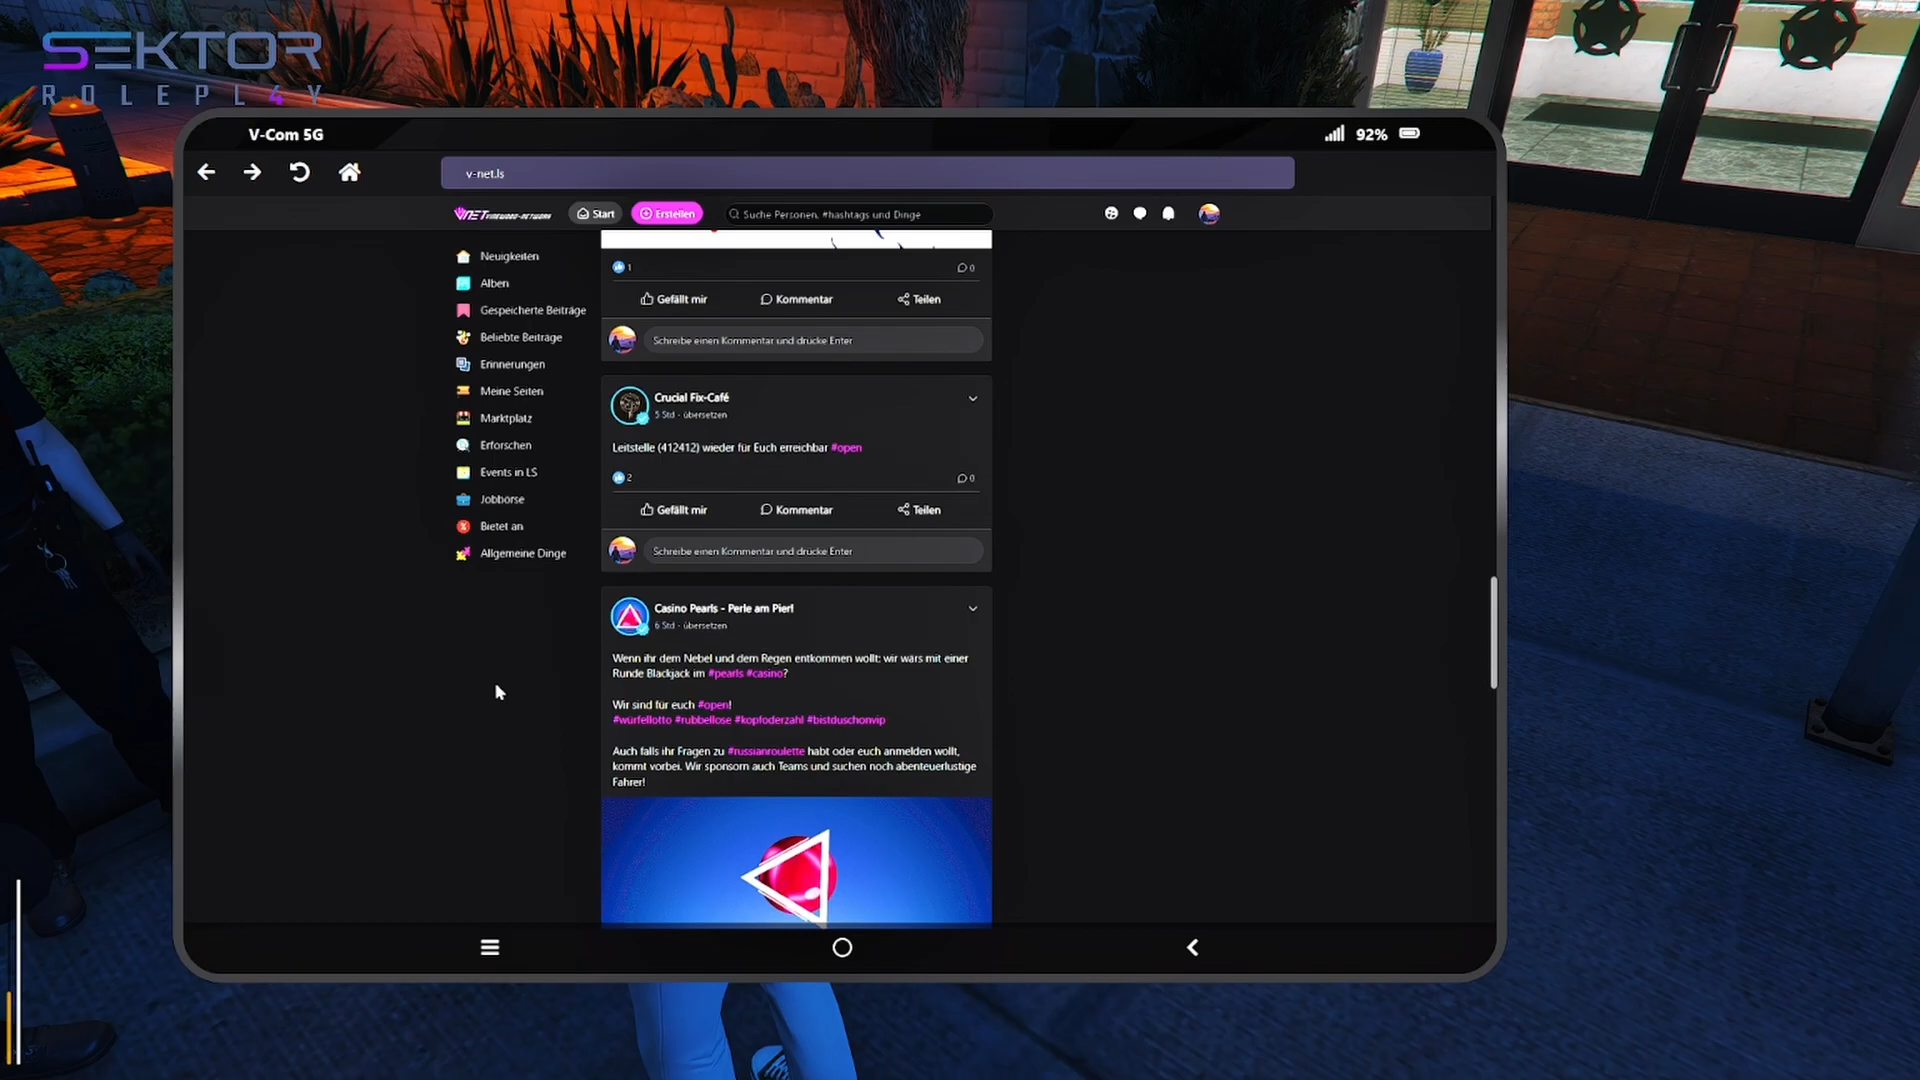 SEKTOR
ROLEPL4Y
V-Com 5G
92%
v-net.ls
VNET VINEWOOD-NETWORK
Start
Erstellen
Suche Personen, #hashtags und Dinge
Neuigkeiten
Alben
Gespeicherte Beiträge
Beliebte Beiträge
Erinnerungen
Meine Seiten
Marktplatz
Erforschen
Events in LS
Jobbörse
Bietet an
Allgemeine Dinge
1
0
Gefällt mir
Kommentar
Teilen
Schreibe einen Kommentar und drücke Enter
Crucial Fix-Café
5 Std - übersetzen
Leitstelle (412412) wieder für Euch erreichbar #open
2
0
Gefällt mir
Kommentar
Teilen
Schreibe einen Kommentar und drücke Enter
Casino Pearls - Perle am Pier!
6 Std - übersetzen
Wenn ihr dem Nebel und dem Regen entkommen wollt: wir wärs mit einer
Runde Blackjack im #pearls #casino?
Wir sind für euch #open!
#würfellotto #rubbellose #kopfoderzahl #bistduschonvip
Auch falls ihr Fragen zu #russianroulette habt oder euch anmelden wollt,
kommt vorbei. Wir sponsorn auch Teams und suchen noch abenteuerlustige
Fahrer!